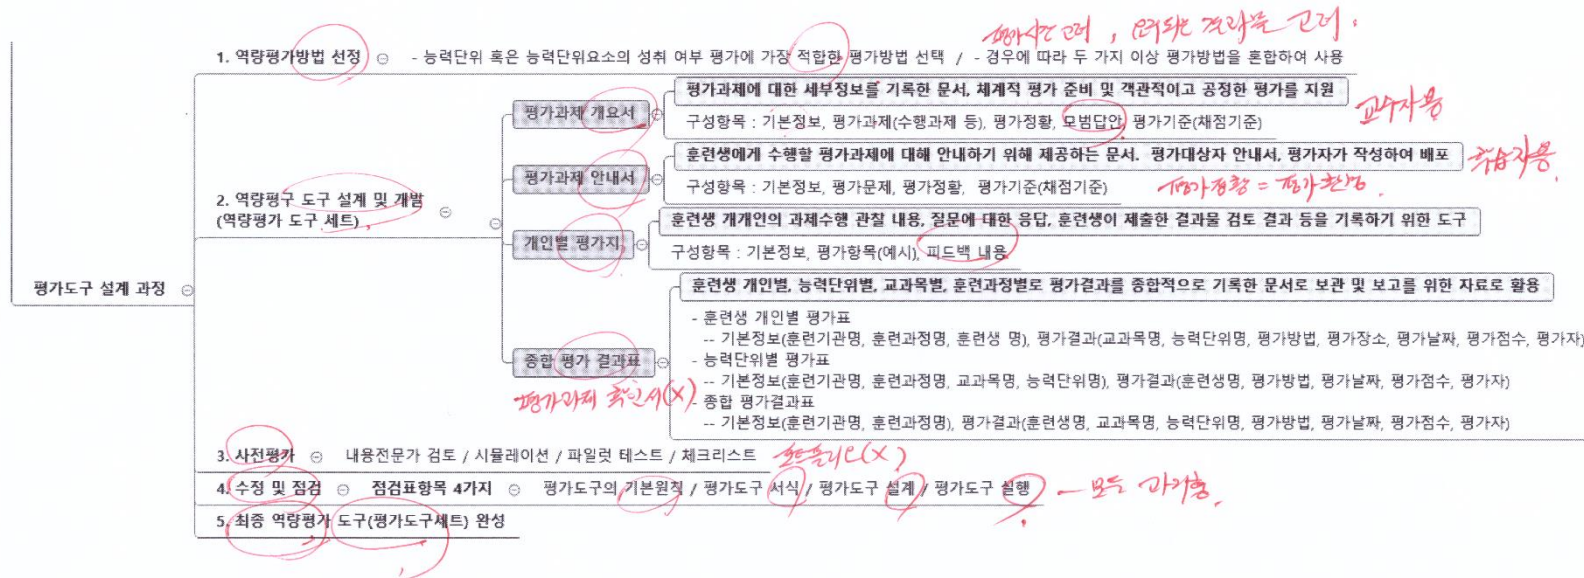 평가시간 고려, 요구되는 결과물 고려.
1. 역량평가방법 선정 - 능력단위 혹은 능력단위요소의 성취 여부 평가에 가장 적합한 평가방법 선택 / - 경우에 따라 두 가지 이상 평가방법을 혼합하여 사용
평가과제에 대한 세부정보를 기록한 문서, 체계적 평가 준비 및 객관적이고 공정한 평가를 지원
평가과제 개요서
구성항목 : 기본정보, 평가과제(수행과제 등), 평가정황, 모범답안, 평가기준(채점기준)
교수자용
훈련생에게 수행할 평가과제에 대해 안내하기 위해 제공하는 문서. 평가대상자 안내서, 평가자가 작성하여 배포
학습자용
평가과제 안내서
구성항목 : 기본정보, 평가문제, 평가정황, 평가기준(채점기준)
평가정황 = 평가환경
2. 역량평구 도구 설계 및 개발
(역량평가 도구 세트)
훈련생 개개인의 과제수행 관찰 내용, 질문에 대한 응답, 훈련생이 제출한 결과물 검토 결과 등을 기록하기 위한 도구
개인별 평가지
구성항목 : 기본정보, 평가항목(예시), 피드백 내용
평가도구 설계 과정
훈련생 개인별, 능력단위별, 교과목별, 훈련과정별로 평가결과를 종합적으로 기록한 문서로 보관 및 보고를 위한 자료로 활용
- 훈련생 개인별 평가표
-- 기본정보(훈련기관명, 훈련과정명, 훈련생 명), 평가결과(교과목명, 능력단위명, 평가방법, 평가장소, 평가날짜, 평가점수, 평가자)
- 능력단위별 평가표
종합 평가 결과표
-- 기본정보(훈련기관명, 훈련과정명, 교과목명, 능력단위명), 평가결과(훈련생명, 평가방법, 평가날짜, 평가점수, 평가자)
평가과제 확인서(X)
- 종합 평가결과표
-- 기본정보(훈련기관명, 훈련과정명), 평가결과(훈련생명, 교과목명, 능력단위명, 평가방법, 평가날짜, 평가점수, 평가자)
3. 사전평가 내용전문가 검토 / 시뮬레이션 / 파일럿 테스트 / 체크리스트
포트폴리오(X)
4. 수정 및 점검 점검표항목 4가지 평가도구의 기본원칙 / 평가도구 서식 / 평가도구 설계 / 평가도구 실행
모두
5. 최종 역량평가 도구(평가도구세트) 완성